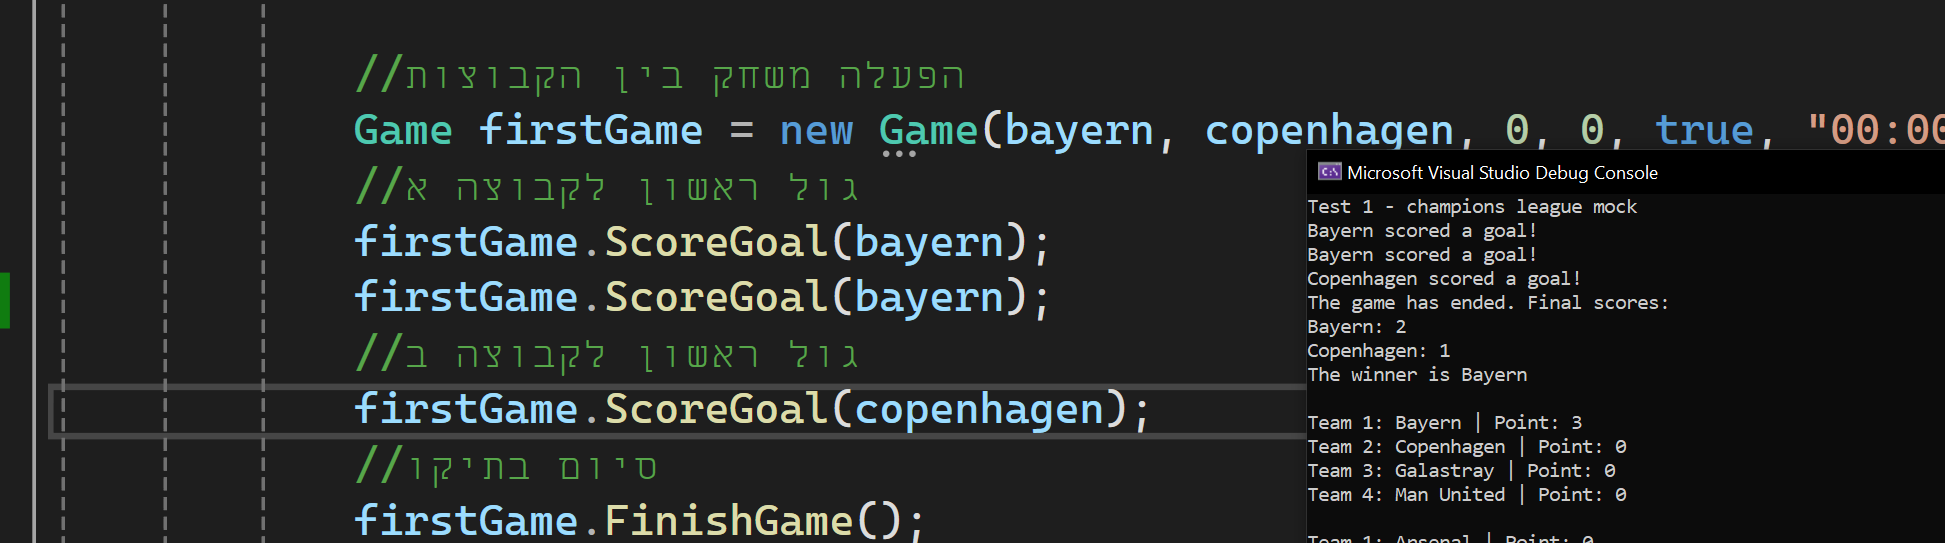 //הפעלה משחק בין הקבוצות
Game firstGame = new Game(bayern, copenhagen, 0, 0, true, "00:00
//גול ראשון לקבוצה א
firstGame.ScoreGoal(bayern);
firstGame.ScoreGoal(bayern);
//גול ראשון לקבוצה ב
firstGame.ScoreGoal(copenhagen);
//סיום בתיקו
firstGame.FinishGame();
Microsoft Visual Studio Debug Console
Test 1 - champions league mock
Bayern scored a goal!
Bayern scored a goal!
Copenhagen scored a goal!
The game has ended. Final scores:
Bayern: 2
Copenhagen: 1
The winner is Bayern
Team 1: Bayern | Point: 3
Team 2: Copenhagen | Point: 0
Team 3: Galastray | Point: 0
Team 4: Man United | Point: 0
Team 1: Arsenal | Point: 0